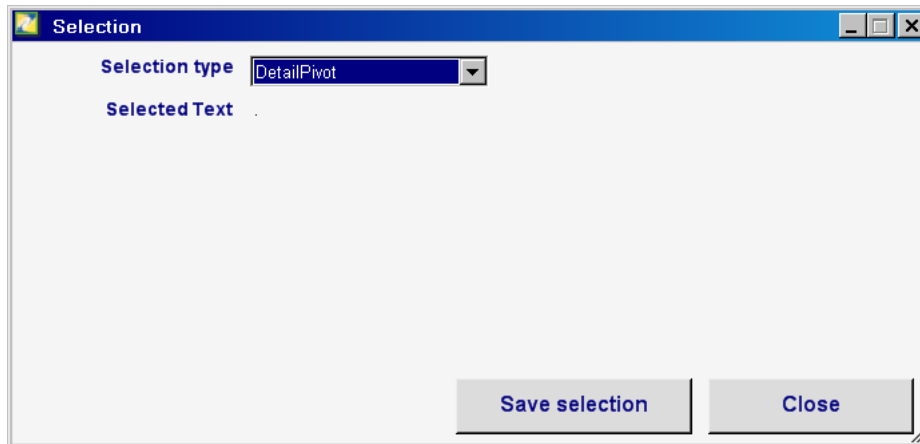 Selection
Selection type DetailPivot
Selected Text .
Save selection Close